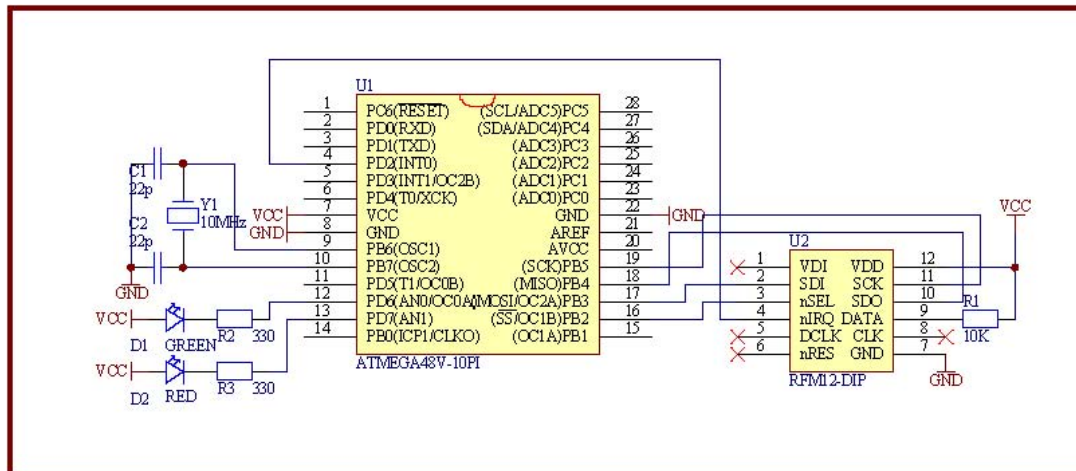 U1
1 PC6(RESET) (SCL/ADC5)PC5 28
2 PD0(RXD) (SDA/ADC4)PC4 27
3 PD1(TXD) (ADC3)PC3 26
4 PD2(INT0) (ADC2)PC2 25
5 PD3(INT1/OC2B) (ADC1)PC1 24
6 PD4(T0/XCK) (ADC0)PC0 23
VCC 7 VCC GND 22 GND
GND 8 GND AREF 21
9 PB6(OSC1) AVCC 20
10 PB7(OSC2) (SCK)PB5 19
11 PD5(T1/OC0B) (MISO)PB4 18
12 PD6(AN0/OC0A) (MOSI/OC2A)PB3 17
13 PD7(AN1) (SS/OC1B)PB2 16
14 PB0(ICP1/CLKO) (OC1A)PB1 15
ATMEGA48V-10PI
C1
22p
Y1
10MHz
C2
22p
GND
VCC
D1 GREEN
R2 330
VCC
D2 RED
R3 330
U2
VCC
1 VDI VDD 12
2 SDI SCK 11
3 nSEL SDO 10
4 nIRQ DATA 9
5 DCLK CLK 8
6 nRES GND 7
RFM12-DIP
R1
10K
GND